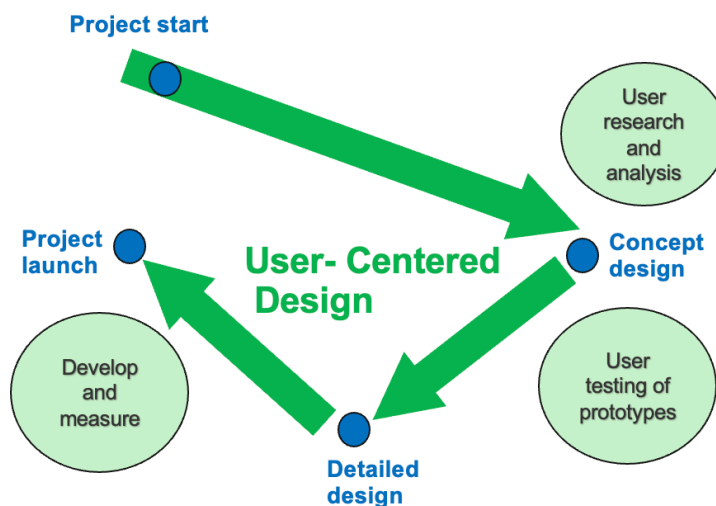 Project start
User
research
and
analysis
Project
launch
User- Centered
Design
Concept
design
Develop
and
measure
User
testing of
prototypes
Detailed
design